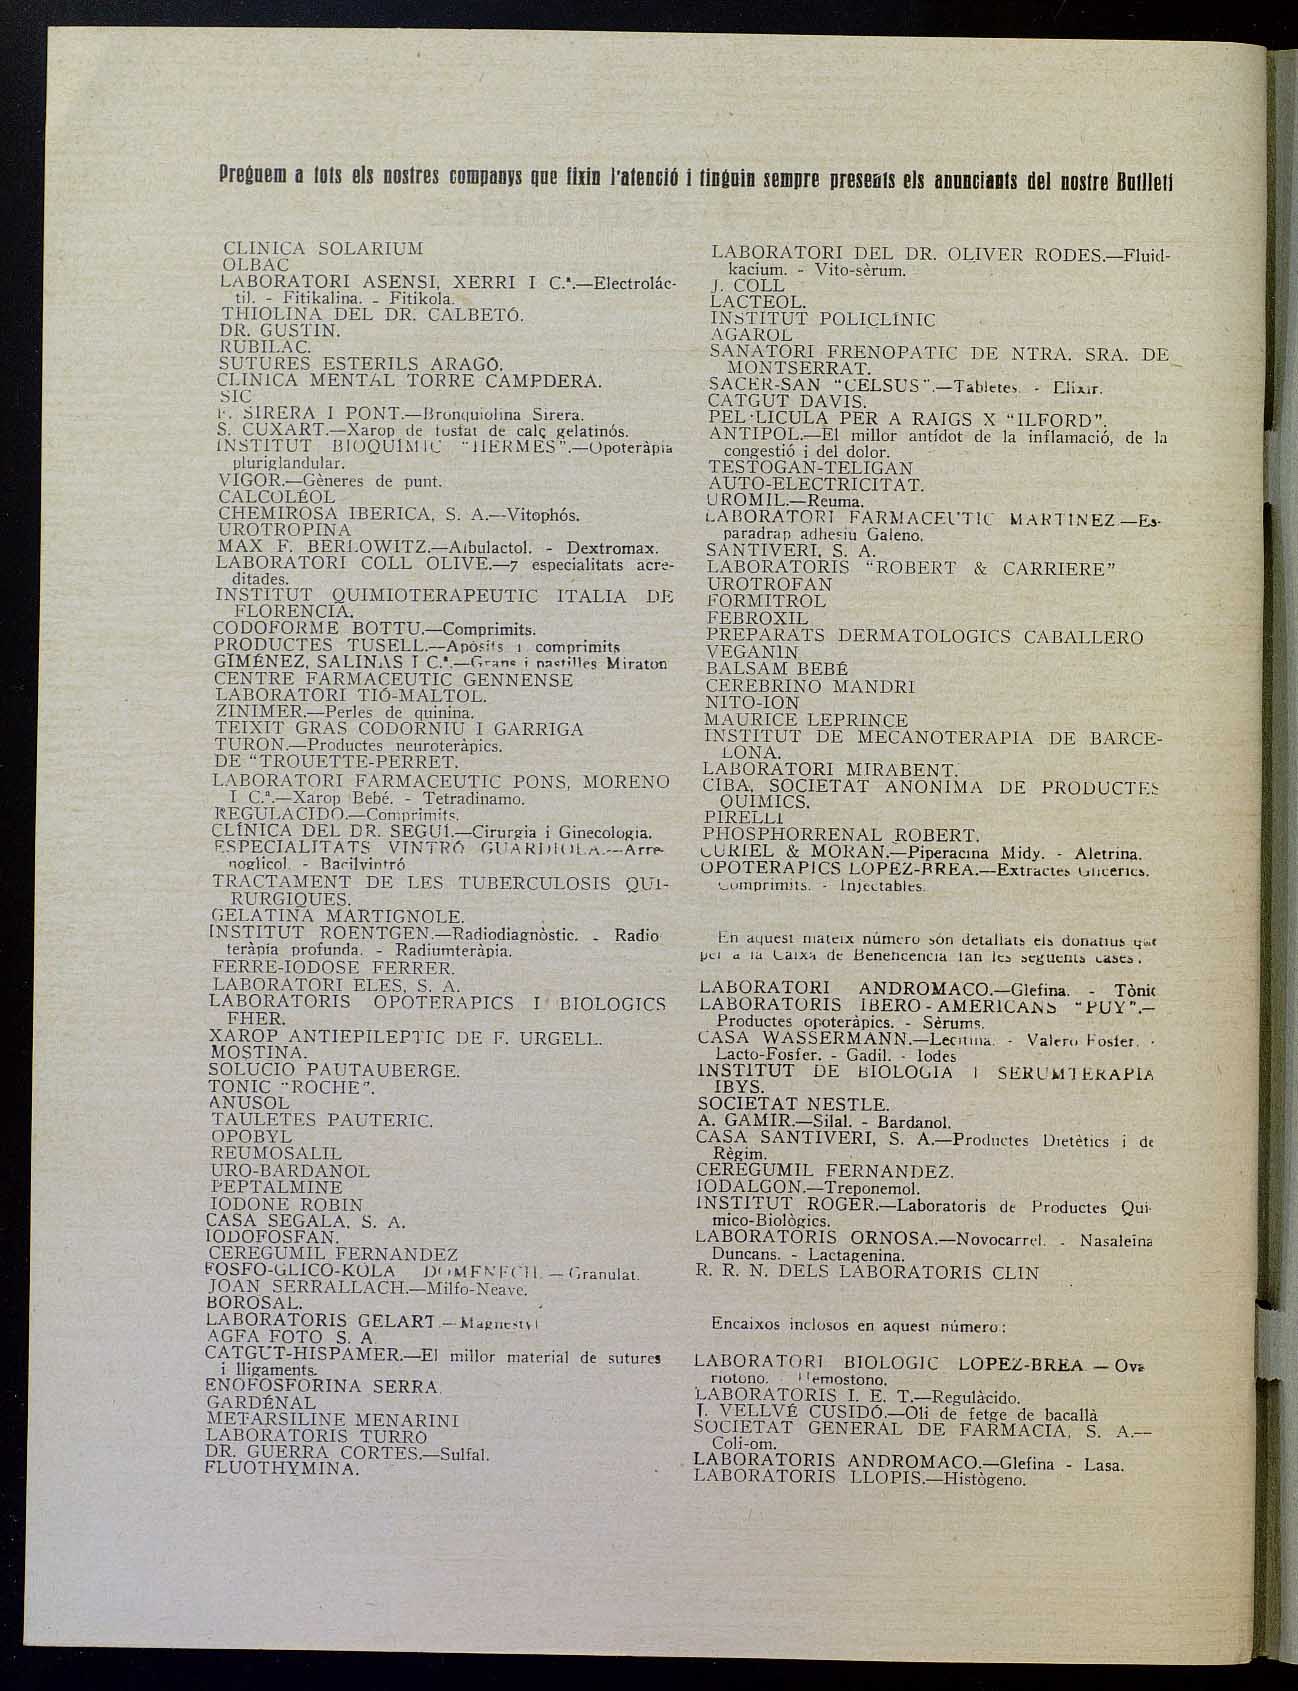 Preguem a tots els nostres companys que fixin l'atenció i tinguin sempre presents els anunciants del nostre Butlletí
CLINICA SOLARIUM
OLBAC
LABORATORI ASENSI, XERRI I C.ª.—Electrolác-
til. - Fitikalina. - Fitikola.
THIOLINA DEL DR. CALBETÓ.
DR. GUSTIN.
RUBILAC.
SUTURES ESTERILS ARAGÓ.
CLINICA MENTAL TORRE CAMPDERA.
SIC
F. SIRERA I PONT.—Bronquiolina Sirera.
S. CUXART.—Xarop de tostat de calç gelatinós.
INSTITUT BIOQUIMIC "HERMES".—Opoteràpia
pluriglandular.
VIGOR.—Gèneres de punt.
CALCOLÉOL
CHEMIROSA IBERICA, S. A.—Vitophós.
UROTROPINA
MAX F. BERLOWITZ.—Albulactol. - Dextromax.
LABORATORI COLL OLIVE.—7 especialitats acre-
ditades.
INSTITUT QUIMIOTERAPEUTIC ITALIA DE
FLORENCIA.
CODOFORME BOTTU.—Comprimits.
PRODUCTES TUSELL.—Apòsits i comprimits
GIMÉNEZ, SALINAS I C.ª.—Grans i pastilles Miraton
CENTRE FARMACEUTIC GENNENSE
LABORATORI TIÓ-MALTOL.
ZINIMER.—Perles de quinina.
TEIXIT GRAS CODORNIU I GARRIGA
TURON.—Productes neuroteràpics.
DE "TROUETTE-PERRET.
LABORATORI FARMACEUTIC PONS, MORENO
I C.ª.—Xarop Bebé. - Tetradinamo.
REGULACIDO.—Comprimits.
CLÍNICA DEL DR. SEGUÍ.—Cirurgia i Ginecologia.
ESPECIALITATS VINTRÓ GUARDIOLA.—Arre-
noglicol. - Bacilvintró
TRACTAMENT DE LES TUBERCULOSIS QUI-
RURGIQUES.
GELATINA MARTIGNOLE.
INSTITUT ROENTGEN.—Radiodiagnòstic. - Radio
teràpia profunda. - Radiumteràpia.
FERRE-IODOSE FERRER.
LABORATORI ELES, S. A.
LABORATORIS OPOTERAPICS I BIOLOGICS
FHER.
XAROP ANTIEPILEPTIC DE F. URGELL.
MOSTINA.
SOLUCIO PAUTAUBERGE.
TONIC "ROCHE".
ANUSOL
TAULETES PAUTERIC.
OPOBYL
REUMOSALIL
URO-BARDANOL
PEPTALMINE
IODONE ROBIN
CASA SEGALA, S. A.
IODOFOSFAN.
CEREGUMIL FERNANDEZ
FOSFO-GLICO-KOLA DOMENECH.—Granulat.
JOAN SERRALLACH.—Milfo-Neave.
BOROSAL.
LABORATORIS GELART.—Magnestyl
AGFA FOTO S. A.
CATGUT-HISPAMER.—El millor material de sutures
i lligaments.
ENOFOSFORINA SERRA.
GARDÉNAL
METARSILINE MENARINI
LABORATORIS TURRO
DR. GUERRA CORTES.—Sulfal.
FLUOTHYMINA.
LABORATORI DEL DR. OLIVER RODES.—Fluid-
kacium. - Vito-sèrum.
J. COLL
LACTEOL.
INSTITUT POLICLÍNIC
AGAROL
SANATORI FRENOPATIC DE NTRA. SRA. DE
MONTSERRAT.
SACER-SAN "CELSUS".—Tabletes. - Elixir.
CATGUT DAVIS.
PEL·LICULA PER A RAIGS X "ILFORD".
ANTIPOL.—El millor antídot de la inflamació, de la
congestió i del dolor.
TESTOGAN-TELIGAN
AUTO-ELECTRICITAT.
UROMIL.—Reuma.
LABORATORI FARMACEUTIC MARTINEZ—Es-
paradrap adhesiu Galeno.
SANTIVERI, S. A.
LABORATORIS "ROBERT & CARRIERE"
UROTROFAN
FORMITROL
FEBROXIL
PREPARATS DERMATOLOGICS CABALLERO
VEGANIN
BALSAM BEBÉ
CEREBRINO MANDRI
NITO-ION
MAURICE LEPRINCE
INSTITUT DE MECANOTERAPIA DE BARCE-
LONA.
LABORATORI MIRABENT.
CIBA, SOCIETAT ANONIMA DE PRODUCTES
QUIMICS.
PIRELLI
PHOSPHORRENAL ROBERT.
CURIEL & MORAN.—Piperacina Midy. - Aletrina.
OPOTERAPICS LOPEZ-BREA.—Extractes Glicerics.
Comprimits. - Injectables.
En aquest mateix número són detallats els donatius que
per a la Caixa de Beneficencia fan les següents cases:
LABORATORI ANDROMACO.—Glefina. - Tònic
LABORATORIS IBERO-AMERICANS "PUY".—
Productes opoteràpics. - Sèrums.
CASA WASSERMANN.—Lecitina. - Valero Fosfer. -
Lacto-Fosfer. - Gadil. - Iodes
INSTITUT DE BIOLOGIA I SERUMTERAPIA
IBYS.
SOCIETAT NESTLE.
A. GAMIR.—Silal. - Bardanol.
CASA SANTIVERI, S. A.—Productes Dietètics i de
Règim.
CEREGUMIL FERNANDEZ.
IODALGON.—Treponemol.
INSTITUT ROGER.—Laboratoris de Productes Qui-
mico-Biològics.
LABORATORIS ORNOSA.—Novocarrel. - Nasaleina
Duncans. - Lactagenina.
R. R. N. DELS LABORATORIS CLIN
Encaixos inclosos en aquest número:
LABORATORI BIOLOGIC LOPEZ-BREA—Ova
riotono. - Hemostono.
LABORATORIS I. E. T.—Regulàcido.
J. VELLVÉ CUSIDÓ.—Oli de fetge de bacallà
SOCIETAT GENERAL DE FARMACIA, S. A.—
Coli-om.
LABORATORIS ANDROMACO.—Glefina - Lasa.
LABORATORIS LLOPIS.—Histògeno.